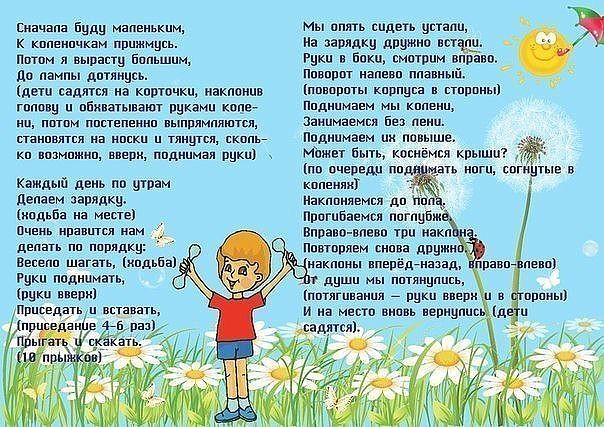 Сначала буду маленьким,
К коленочкам прижмусь.
Потом я вырасту большим,
До лампы дотянусь.
(дети садятся на корточки, наклонив
голову и обхватывают руками коле-
ни, потом постепенно выпрямляются,
становятся на носки и тянутся, сколь-
ко возможно, вверх, поднимая руки)
Каждый день по утрам
Делаем зарядку.
(ходьба на месте)
Очень нравится нам
делать по порядку:
Весело шагать, (ходьба)
Руки поднимать,
(руки вверх)
Приседать и вставать,
(приседание 4-6 раз)
Прыгать и скакать.
(10 прыжков)
Мы опять сидеть устали,
На зарядку дружно встали.
Руки в боки, смотрим вправо.
Поворот налево плавный.
(повороты корпуса в стороны)
Поднимаем мы колени,
Занимаемся без лени.
Поднимаем их повыше.
Может быть, коснёмся крыши?
(по очереди поднимать ноги, согнутые в
коленях)
Наклоняемся до пола,
Прогибаемся поглубже,
Вправо-влево три наклона,
Повторяем снова дружно,
(наклоны вперёд-назад, вправо-влево)
От души мы потянулись,
(потягивания – руки вверх и в стороны)
И на место вновь вернулись (дети
садятся).